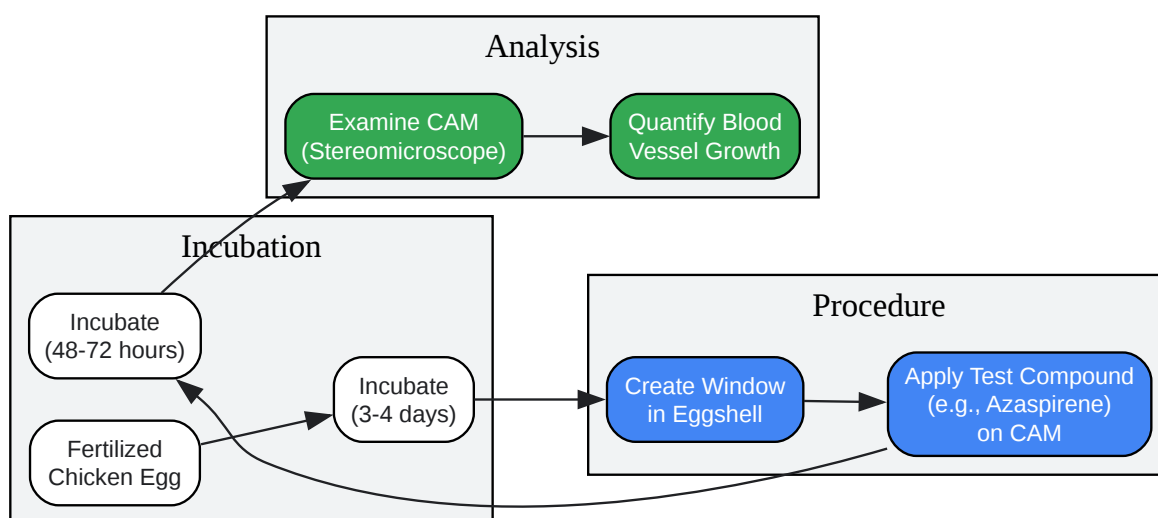 Analysis
Examine CAM
(Stereomicroscope)
Quantify Blood
Vessel Growth
Incubation
Incubate
(48-72 hours)
Fertilized
Chicken Egg
Incubate
(3-4 days)
Procedure
Create Window
in Eggshell
Apply Test Compound
(e.g., Azaspirene)
on CAM